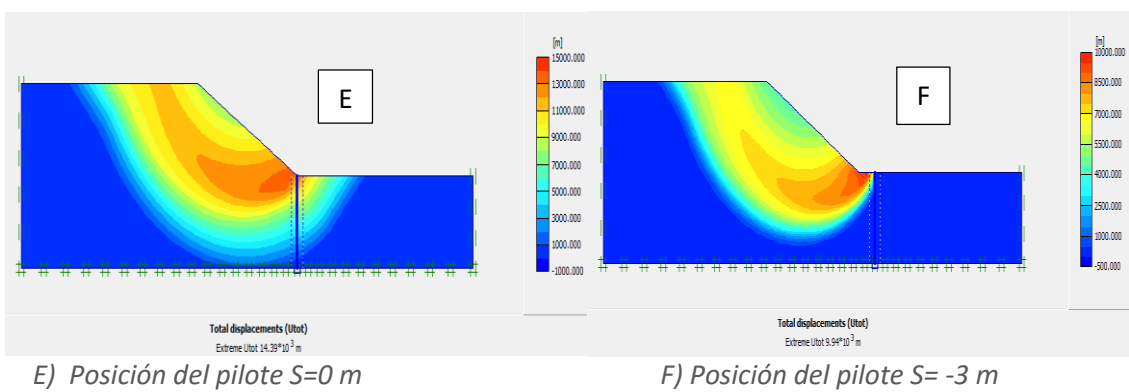 [m]
15000.000
13000.000
11000.000
9000.000
7000.000
5000.000
3000.000
1000.000
-1000.000
E
Total displacements (Utot)
Extreme Utot 14.39*10 3 m
[m]
10000.000
8500.000
7000.000
5500.000
4000.000
2500.000
1000.000
-500.000
F
Total displacements (Utot)
Extreme Utot 9.94*10 3 m
E) Posición del pilote S=0 m
F) Posición del pilote S= -3 m